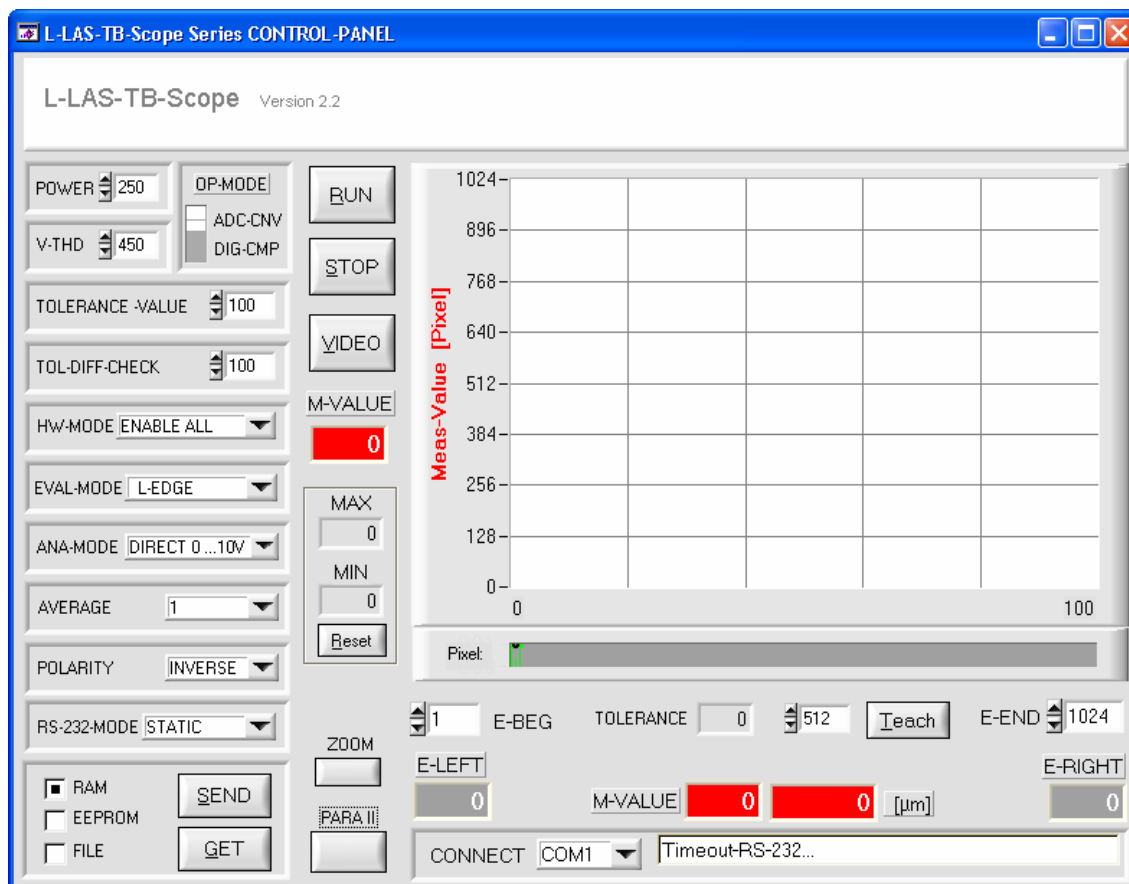 L-LAS-TB-Scope Series CONTROL-PANEL
L-LAS-TB-Scope Version 2.2
POWER 250
V-THD 450
OP-MODE
ADC-CNV
DIG-CMP
TOLERANCE -VALUE 100
TOL-DIFF-CHECK 100
HW-MODE ENABLE ALL
EVAL-MODE L-EDGE
ANA-MODE DIRECT 0...10V
AVERAGE 1
POLARITY INVERSE
RS-232-MODE STATIC
RAM
EEPROM
FILE
SEND
GET
RUN
STOP
VIDEO
M-VALUE
0
MAX
0
MIN
0
Reset
ZOOM
PARA II
Meas-Value [Pixel]
1024
896
768
640
512
384
256
128
0
0 100
Pixel:
1 E-BEG TOLERANCE 0 512 Teach E-END 1024
E-LEFT
0
M-VALUE 0 0 [µm]
E-RIGHT
0
CONNECT COM1 Timeout-RS-232...